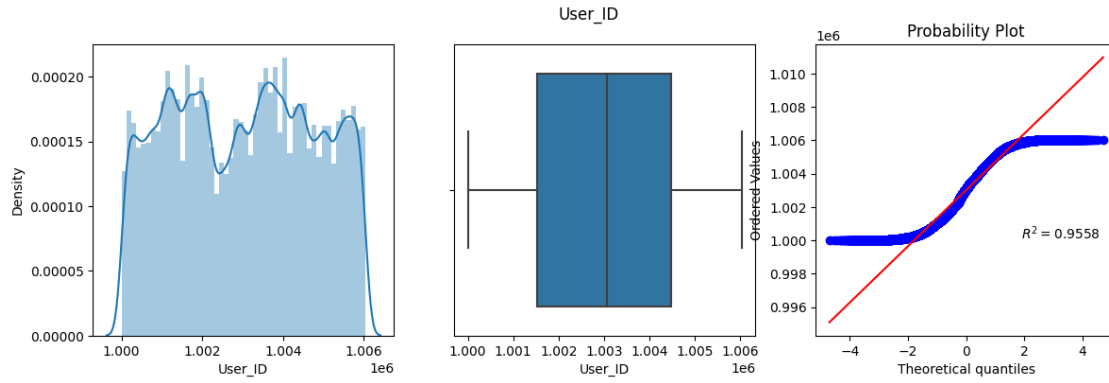 User_ID
Density
0.00020
0.00015
0.00010
0.00005
0.00000
1.000 1.002 1.004 1.006
1e6
User_ID
1.000 1.001 1.002 1.003 1.004 1.005 1.006
1e6
User_ID
Probability Plot
1e6
Ordered Values
1.010
1.008
1.006
1.004
1.002
1.000
0.998
0.996
R² = 0.9558
−4 −2 0 2 4
Theoretical quantiles